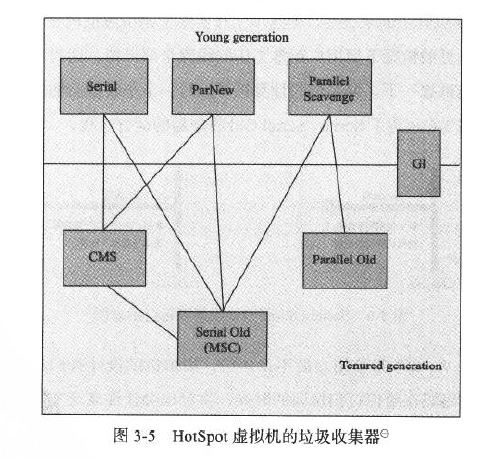 Young generation
Serial
ParNew
Parallel
Scavenge
G1
CMS
Parallel Old
Serial Old
(MSC)
Tenured generation
图 3-5 HotSpot 虚拟机的垃圾收集器⊖